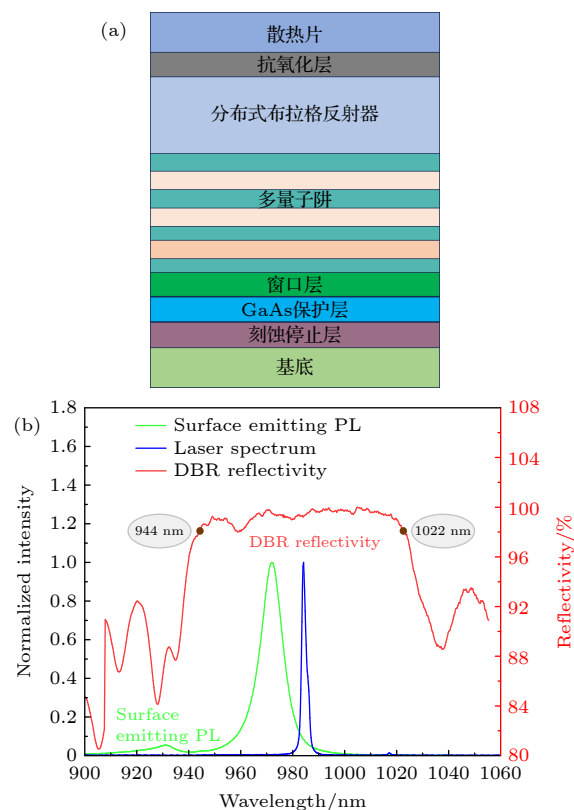 (a)
散热片
抗氧化层
分布式布拉格反射器
多量子阱
窗口层
GaAs保护层
刻蚀停止层
基底
(b)
1.8
1.6
1.4
1.2
1.0
0.8
0.6
0.4
0.2
0
Normalized intensity
Surface emitting PL
Laser spectrum
DBR reflectivity
944 nm
1022 nm
DBR reflectivity
Surface
emitting PL
108
104
100
96
92
88
84
80
Reflectivity/%
900
920
940
960
980
1000
1020
1040
1060
Wavelength/nm